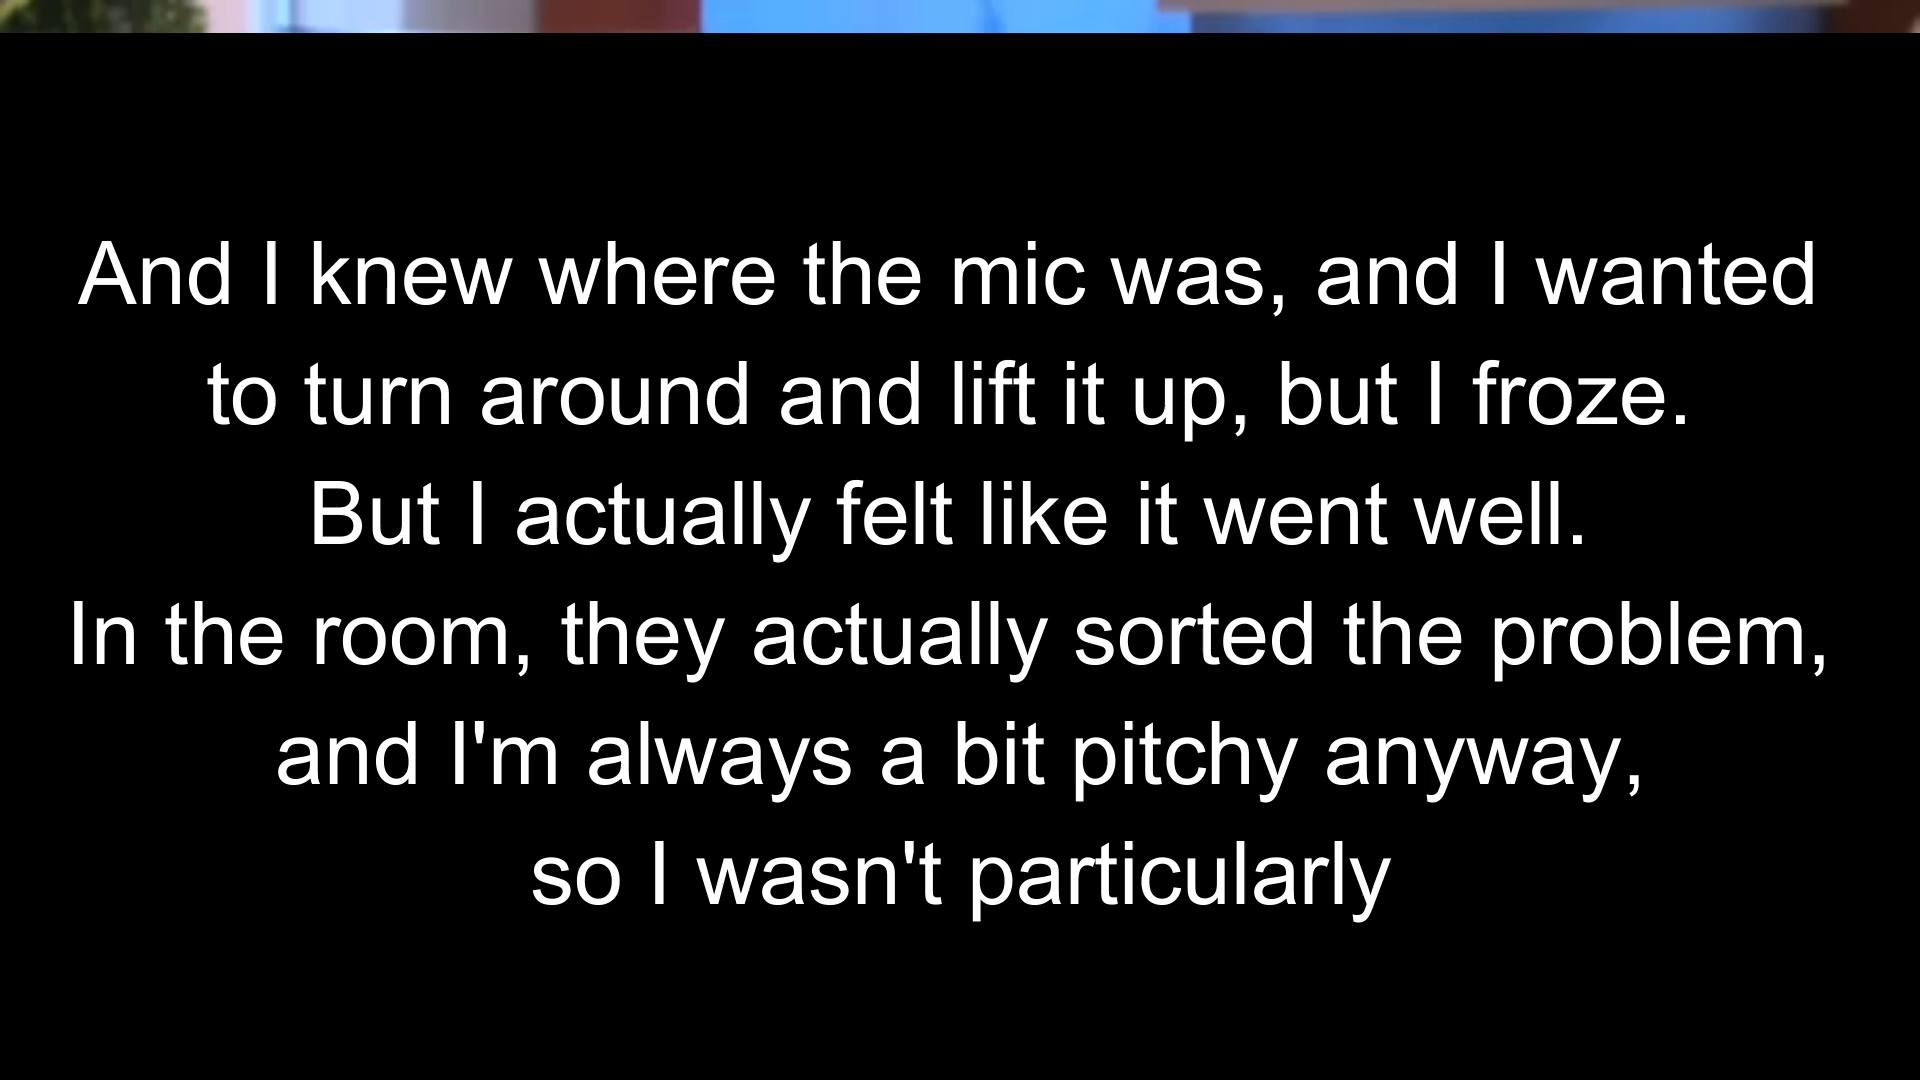 And I knew where the mic was, and I wanted
to turn around and lift it up, but I froze.
But I actually felt like it went well.
In the room, they actually sorted the problem,
and I'm always a bit pitchy anyway,
so I wasn't particularly